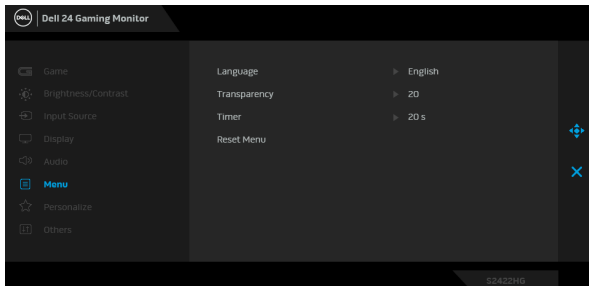 DELL Dell 24 Gaming Monitor
Game
Language English
Brightness/Contrast
Transparency 20
Input Source
Timer 20 s
Display
Reset Menu
Audio
Menu
Personalize
Others
S2422HG